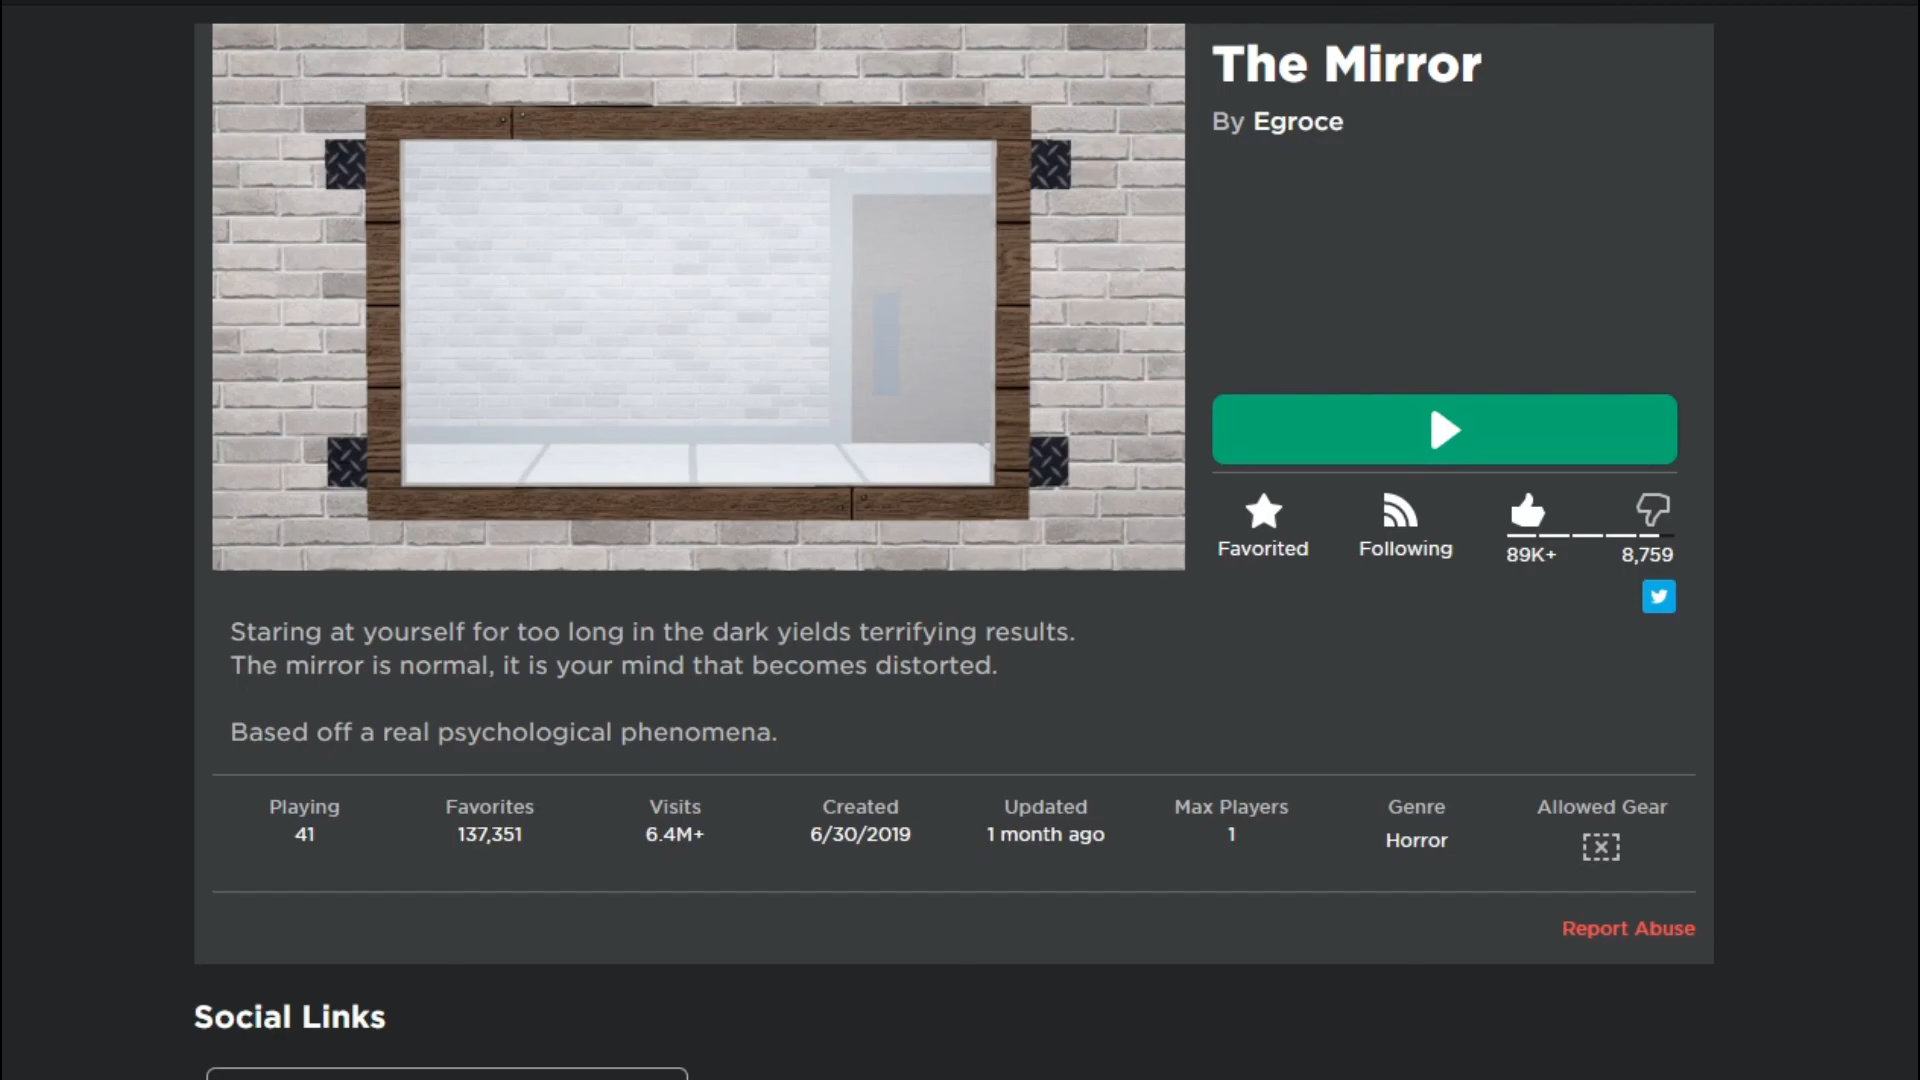 The Mirror
By Egroce
Favorited
Following
89K+
8,759
Staring at yourself for too long in the dark yields terrifying results.
The mirror is normal, it is your mind that becomes distorted.
Based off a real psychological phenomena.
Playing
41
Favorites
137,351
Visits
6.4M+
Created
6/30/2019
Updated
1 month ago
Max Players
1
Genre
Horror
Allowed Gear
Report Abuse
Social Links